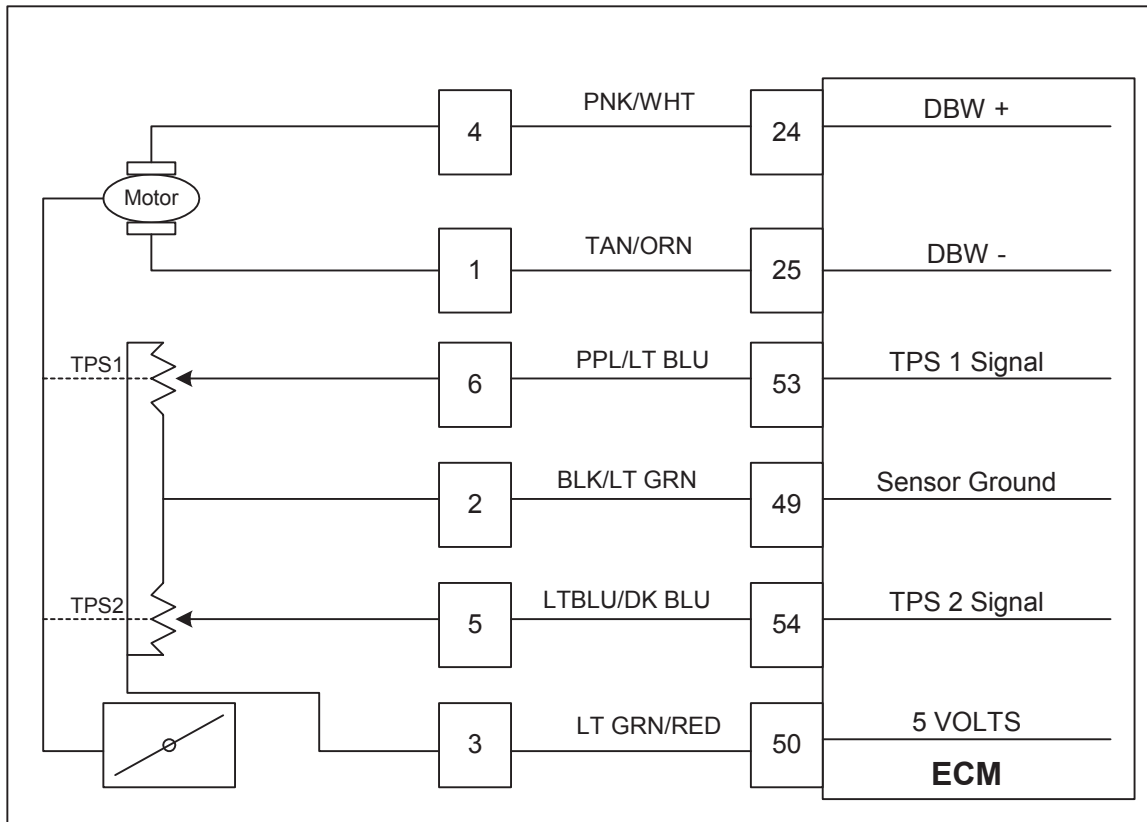 PNK/WHT
4
24
DBW +
Motor
TAN/ORN
1
25
DBW -
TPS1
PPL/LT BLU
6
53
TPS 1 Signal
BLK/LT GRN
2
49
Sensor Ground
TPS2
LTBLU/DK BLU
5
54
TPS 2 Signal
LT GRN/RED
3
50
5 VOLTS
ECM